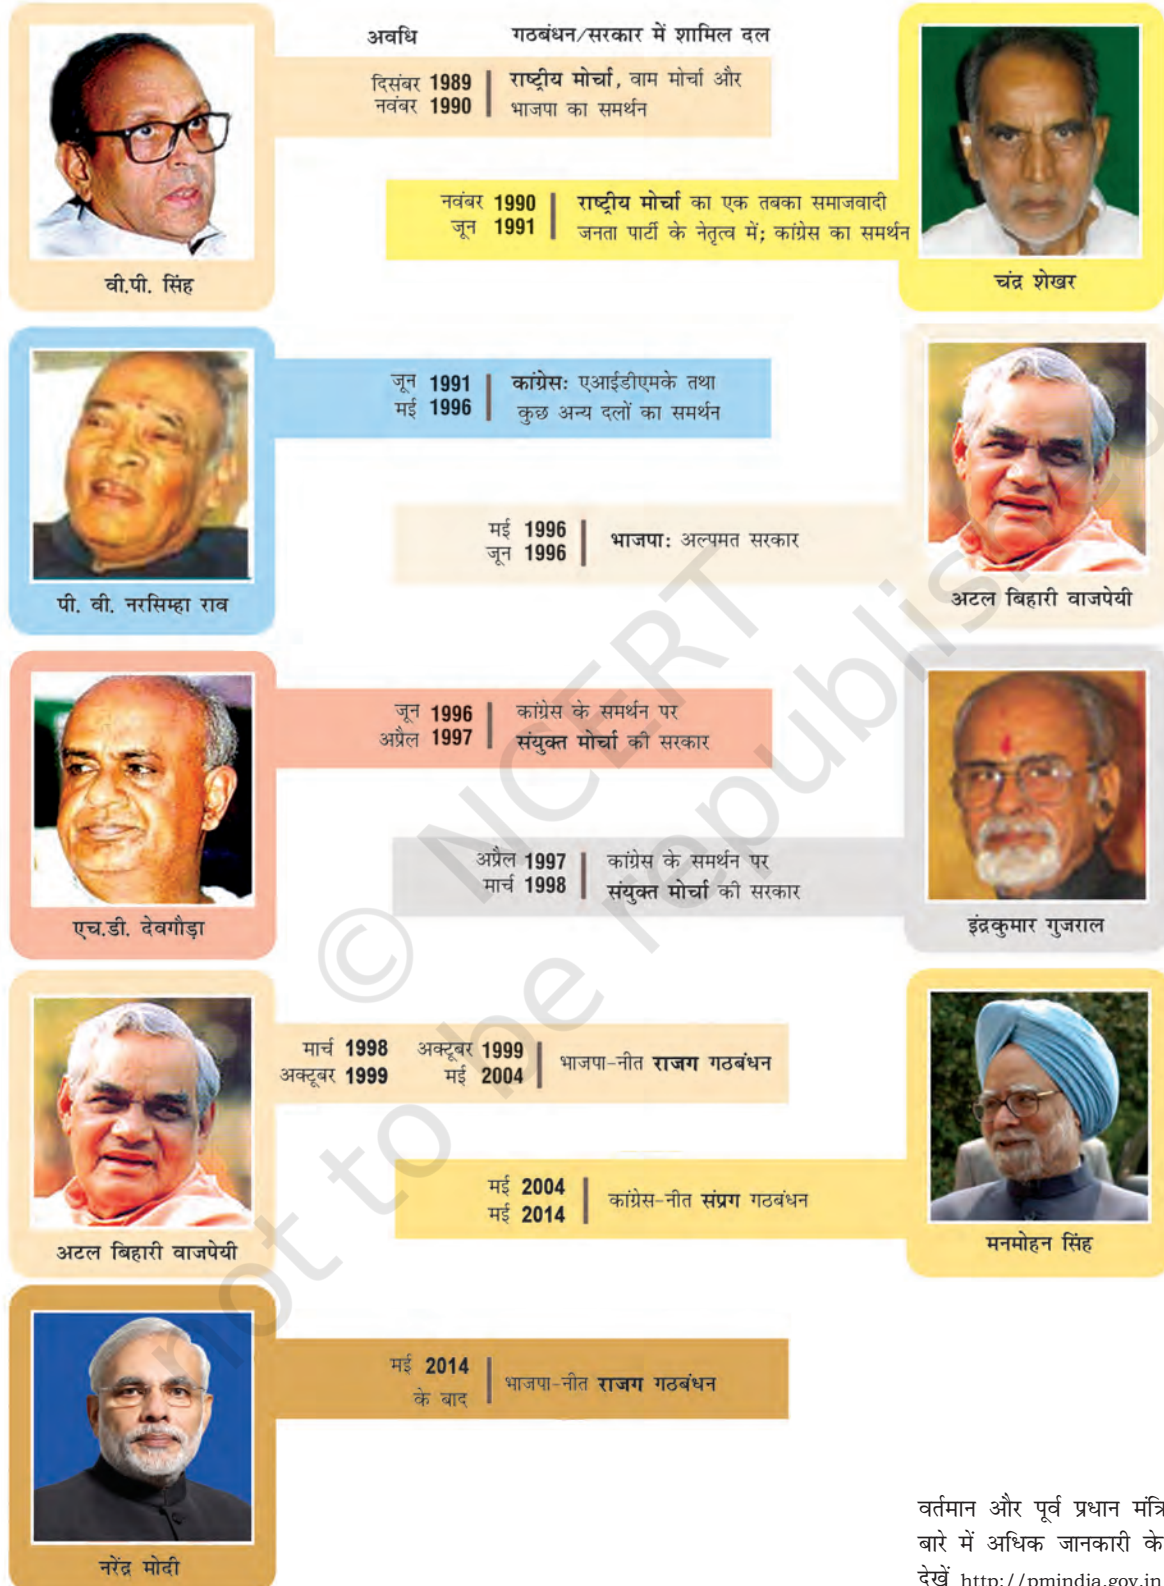 अवधि गठबंधन/सरकार में शामिल दल
दिसंबर 1989 राष्ट्रीय मोर्चा, वाम मोर्चा और
नवंबर 1990 भाजपा का समर्थन
वी.पी. सिंह
नवंबर 1990 राष्ट्रीय मोर्चा का एक तबका समाजवादी
जून 1991 जनता पार्टी के नेतृत्व में; कांग्रेस का समर्थन
चंद्र शेखर
जून 1991 कांग्रेस: एआईडीएमके तथा
मई 1996 कुछ अन्य दलों का समर्थन
पी. वी. नरसिम्हा राव
मई 1996
जून 1996
भाजपा: अल्पमत सरकार
अटल बिहारी वाजपेयी
जून 1996 कांग्रेस के समर्थन पर
अप्रैल 1997 संयुक्त मोर्चा की सरकार
एच.डी. देवगौड़ा
अप्रैल 1997 कांग्रेस के समर्थन पर
मार्च 1998 संयुक्त मोर्चा की सरकार
इंद्रकुमार गुजराल
मार्च 1998 अक्टूबर 1999
अक्टूबर 1999 मई 2004
भाजपा-नीत राजग गठबंधन
अटल बिहारी वाजपेयी
मई 2004
मई 2014
कांग्रेस-नीत संप्रग गठबंधन
मनमोहन सिंह
मई 2014
के बाद
भाजपा-नीत राजग गठबंधन
नरेंद्र मोदी
वर्तमान और पूर्व प्रधान
बारे में अधिक जानकारी के
देखें http://pmindia.gov.in
© NCERT
not to be